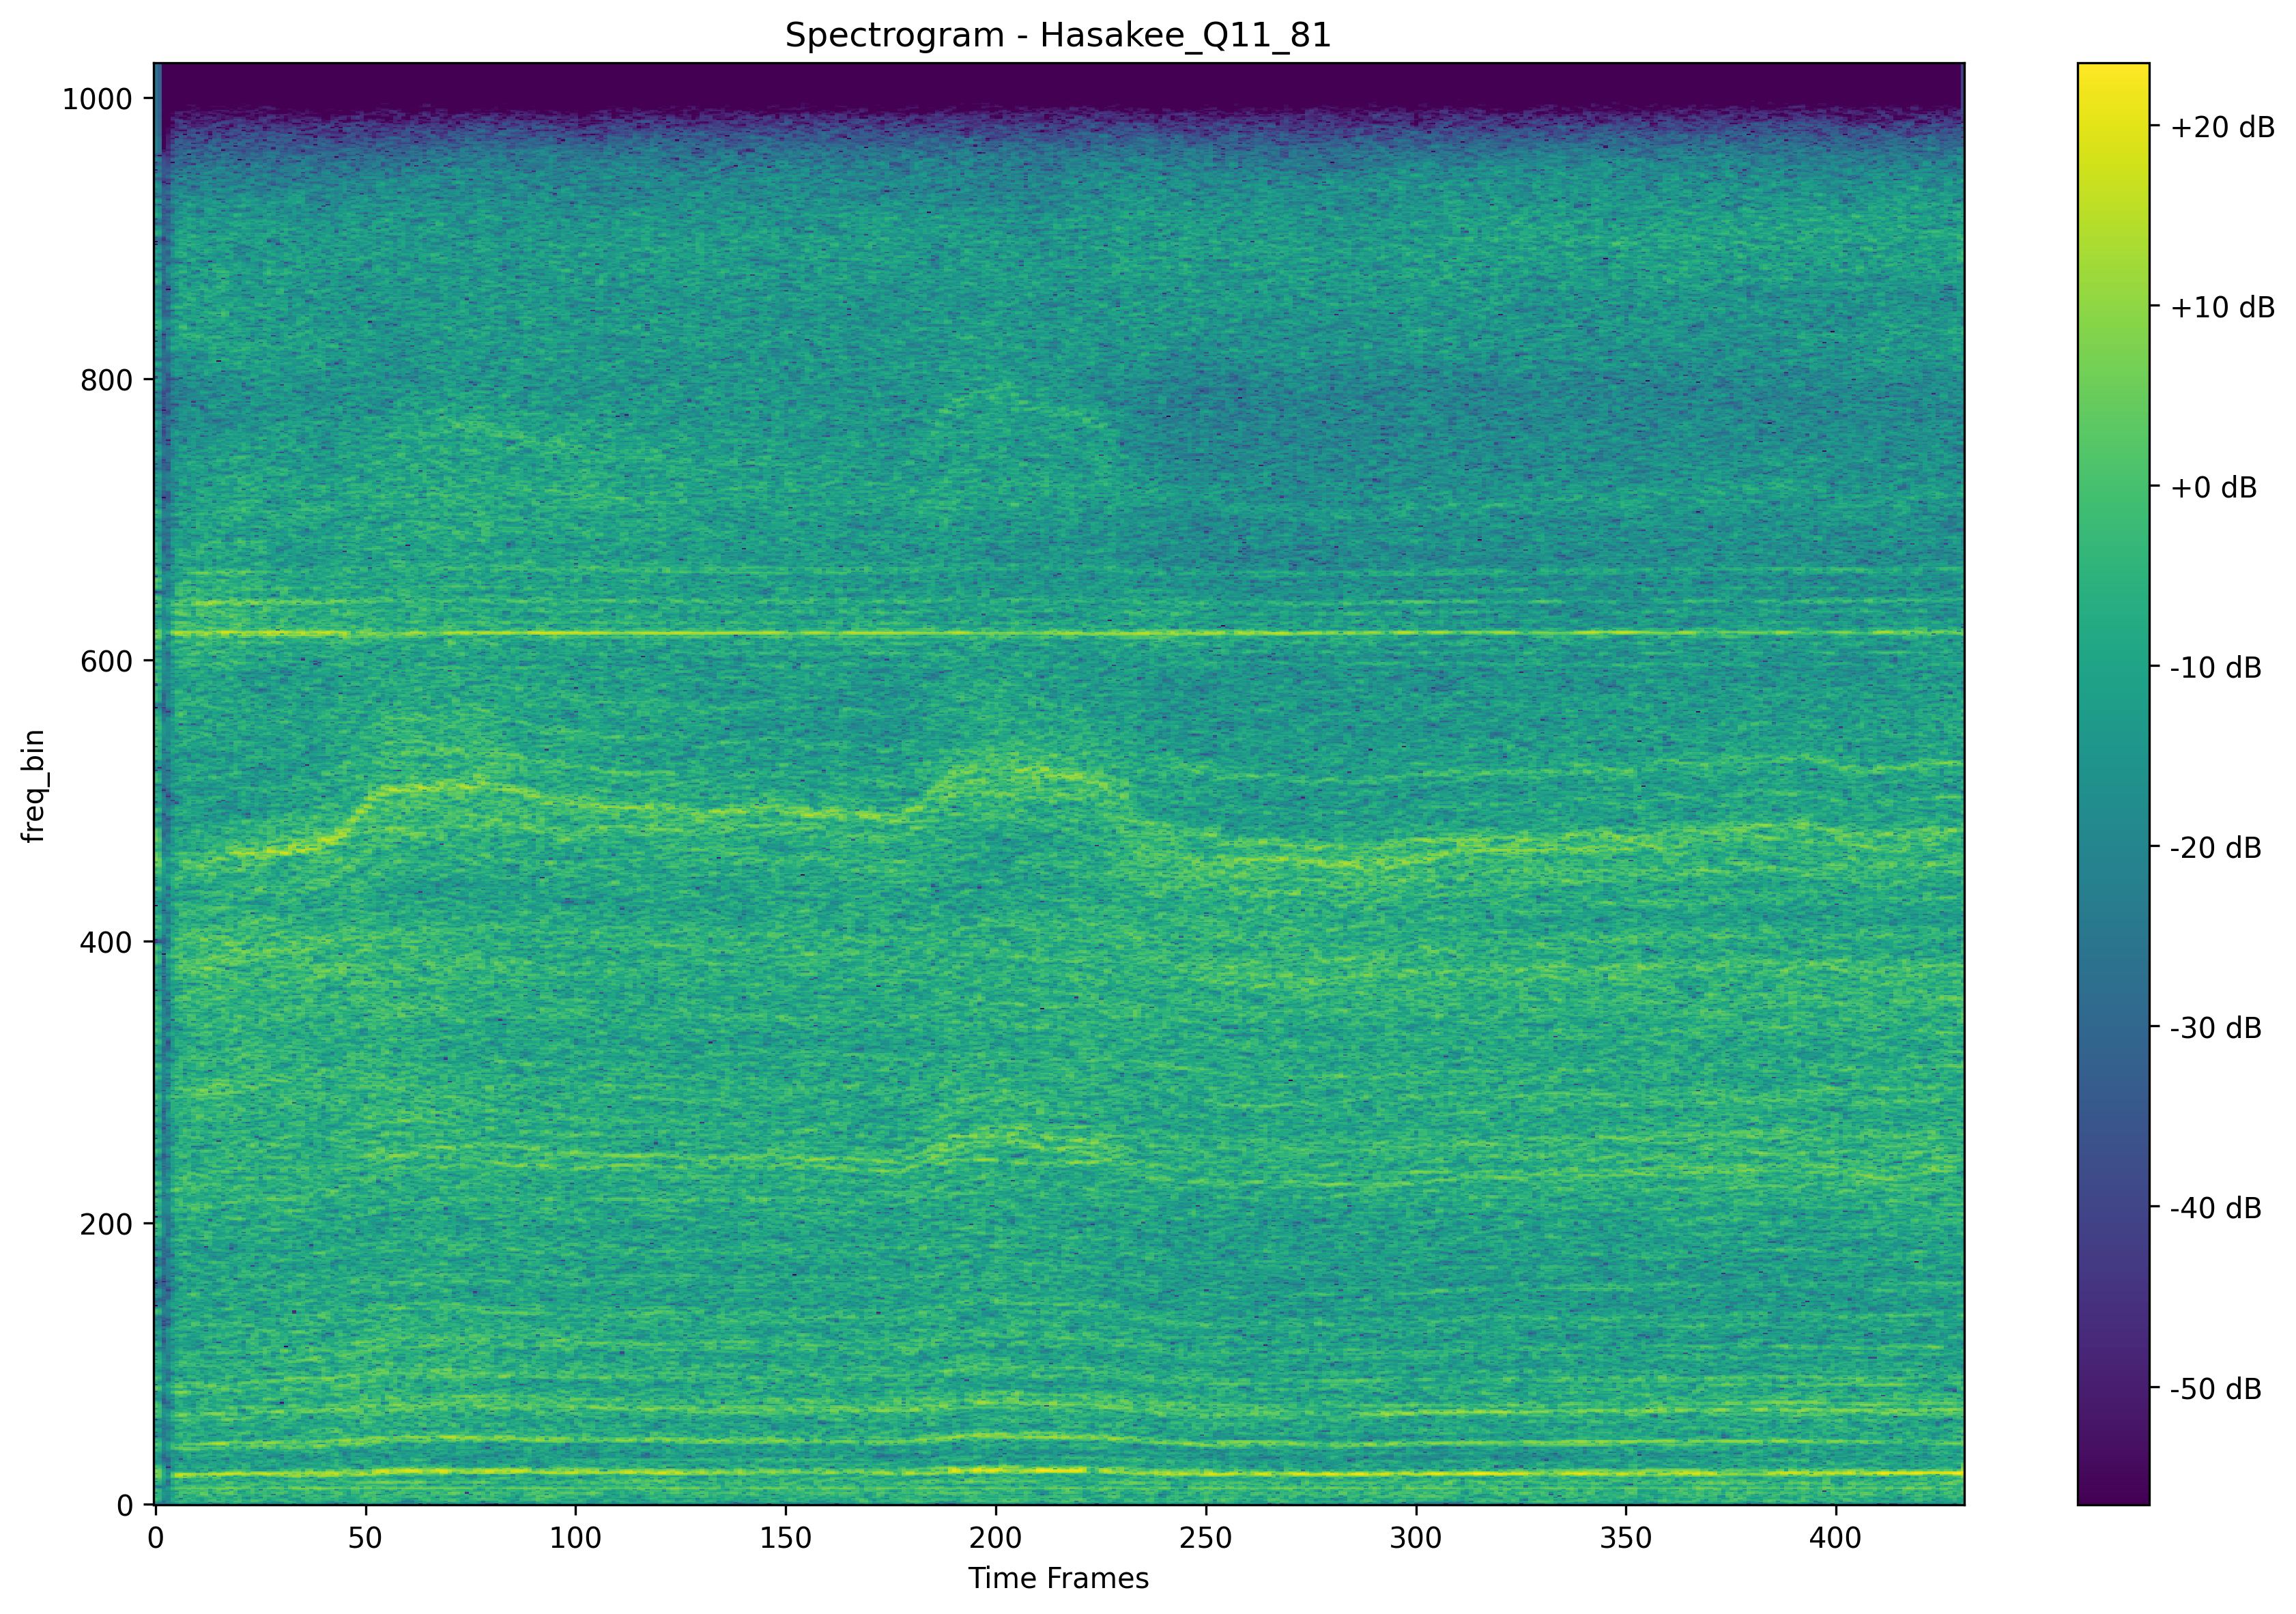 Spectrogram - Hasakee_Q11_81
1000
800
600
400
200
0
freq_bin
0 50 100 150 200 250 300 350 400
Time Frames
+20 dB
+10 dB
+0 dB
-10 dB
-20 dB
-30 dB
-40 dB
-50 dB